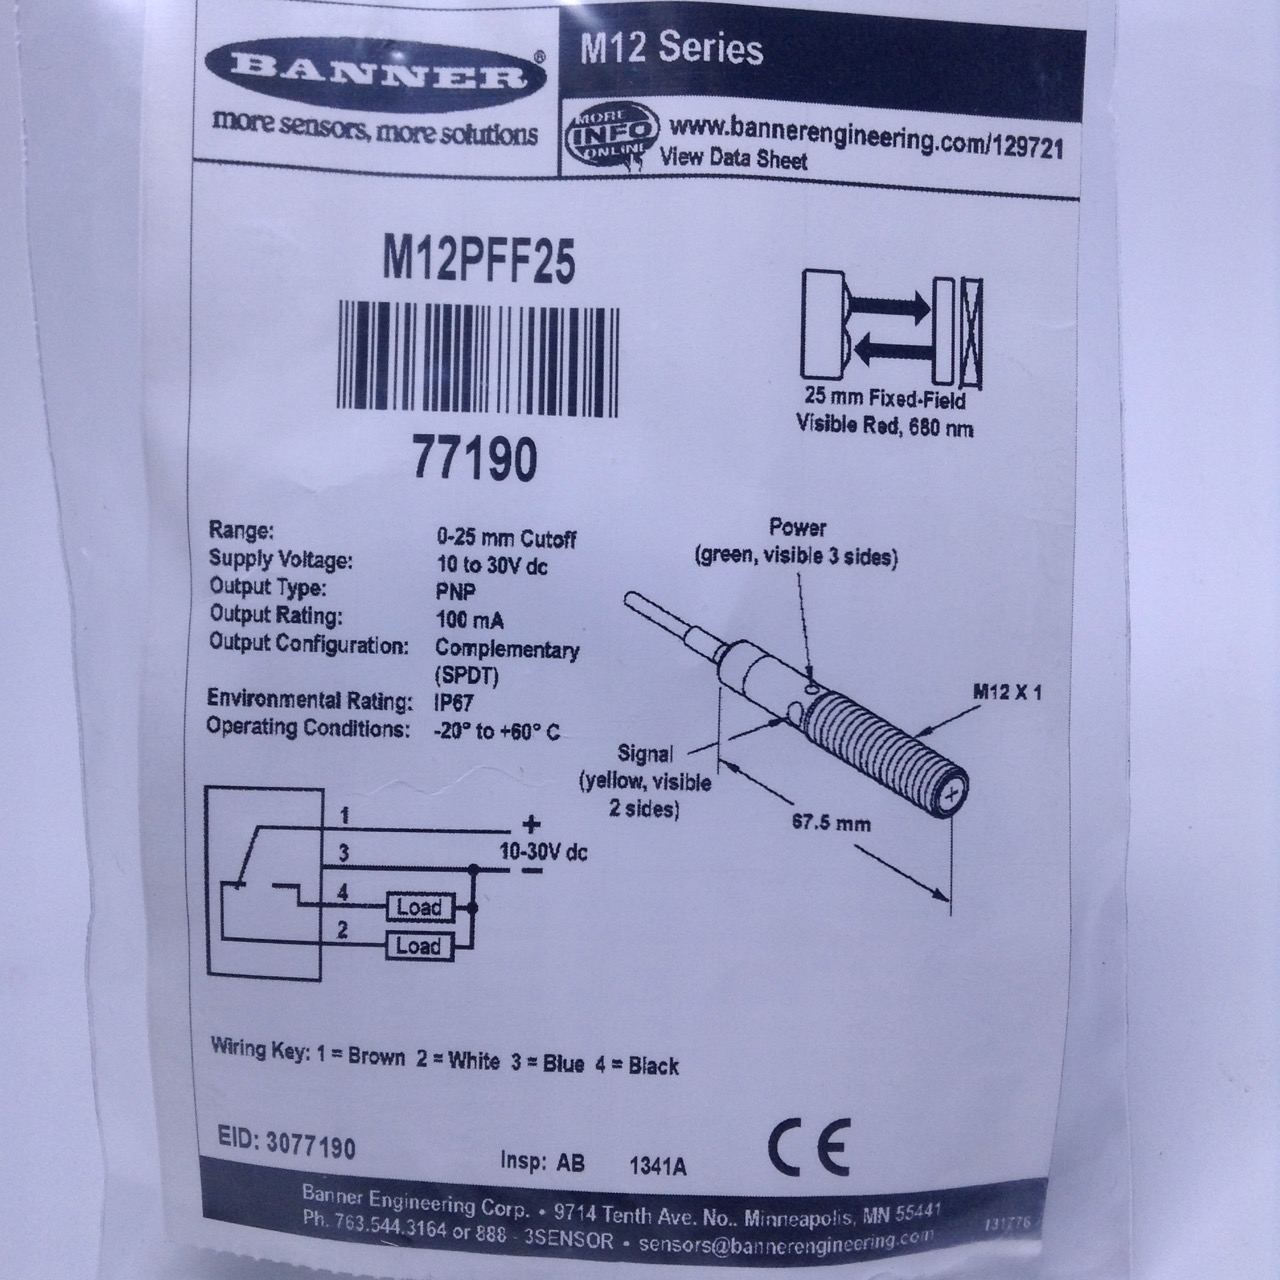 BANNER®
more sensors, more solutions
M12 Series
MORE INFO ONLINE
www.bannerengineering.com/129721
View Data Sheet
M12PFF25
77190
25 mm Fixed-Field
Visible Red, 680 nm
Range: 0-25 mm Cutoff
Supply Voltage: 10 to 30V dc
Output Type: PNP
Output Rating: 100 mA
Output Configuration: Complementary
(SPDT)
Environmental Rating: IP67
Operating Conditions: -20° to +60° C
Power
(green, visible 3 sides)
M12 X 1
Signal
(yellow, visible
2 sides)
67.5 mm
1 +
3 10-30V dc
−
4 Load
2 Load
Wiring Key: 1 = Brown 2 = White 3 = Blue 4 = Black
EID: 3077190
Insp: AB 1341A
CE
Banner Engineering Corp. • 9714 Tenth Ave. No.. Minneapolis, MN 55441
Ph. 763.544.3164 or 888 - 3SENSOR • sensors@bannerengineering.com
131776